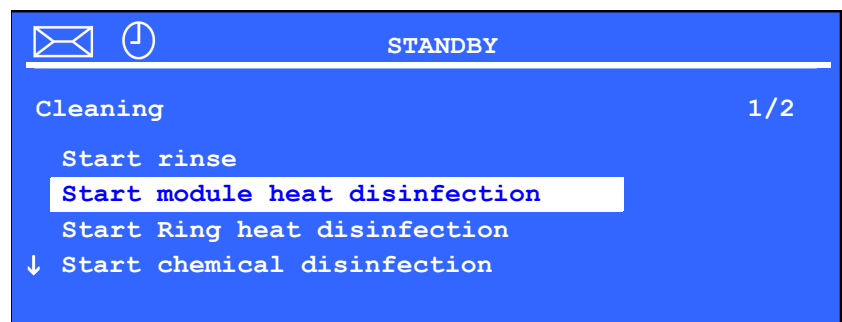 STANDBY
Cleaning 1/2
Start rinse
Start module heat disinfection
Start Ring heat disinfection
↓ Start chemical disinfection